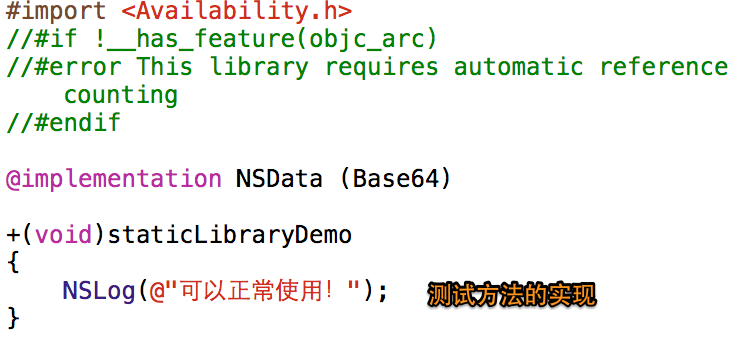 #import <Availability.h>
//#if !__has_feature(objc_arc)
//#error This library requires automatic reference
counting
//#endif
@implementation NSData (Base64)
+(void)staticLibraryDemo
{
NSLog(@"可以正常使用！");
测试方法的实现
}